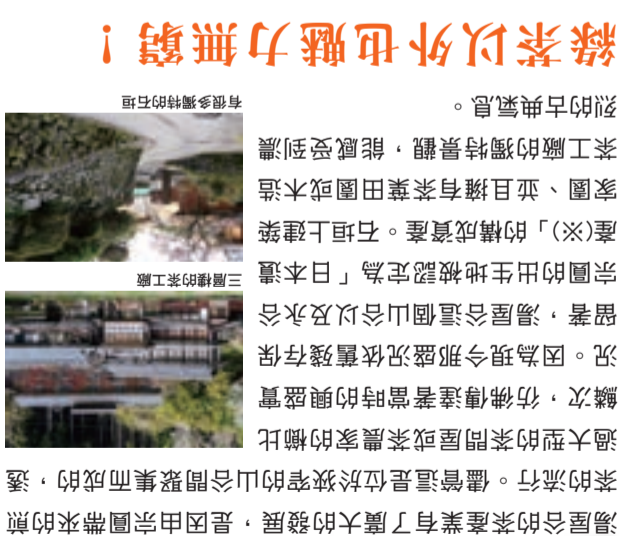 湯屋谷的茶產業有了廣大的發展，是因由宗圓帶來的煎
茶的流行。儘管這是位於狹窄的山谷間聚集而成的，透
過大型的茶問屋或茶農家的櫛比
鱗次，彷彿傳達著當時的興盛實
況。因為現今那盛況依舊殘存保
留著，湯屋谷這個山谷以及永谷
宗圓的出生地被認定為「日本遺
產(※)」的構成資產。石垣上建築
家園、並且擁有茶葉田園或木造
茶工廠的獨特景觀，能感受到濃
烈的古典氣息。
三層樓的茶工廠
有很多獨特的石垣
綠茶以外也魅力無窮！